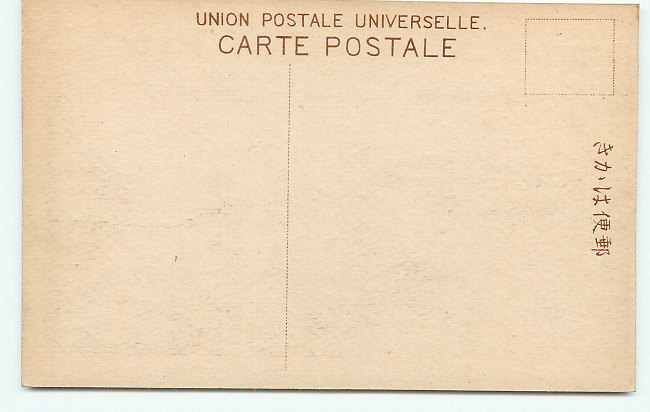 UNION POSTALE UNIVERSELLE.
CARTE POSTALE
きかは便郵